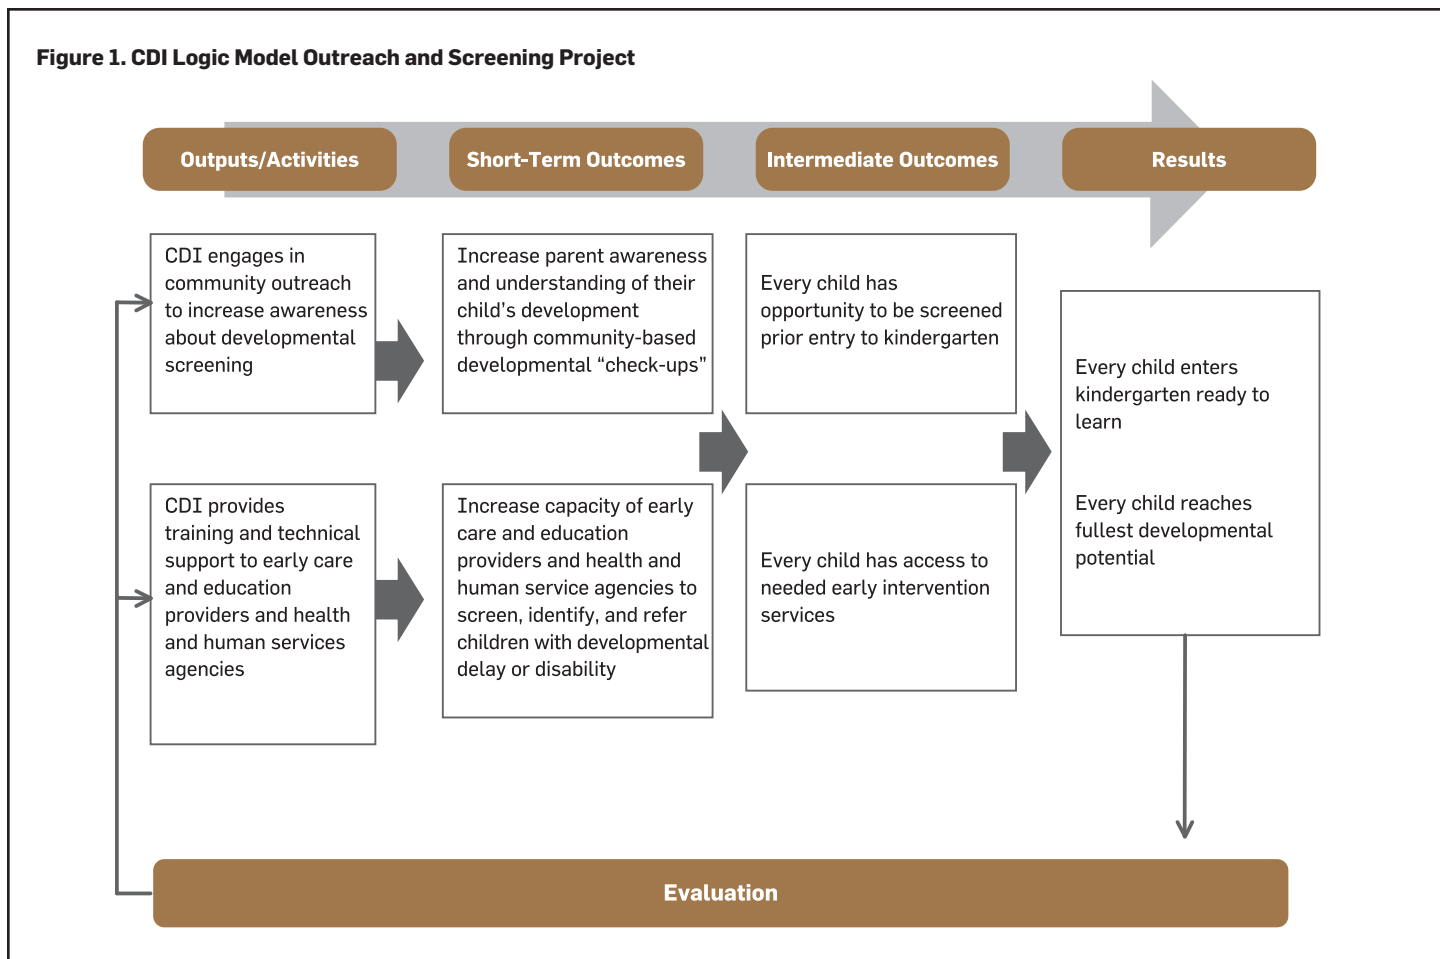 Figure 1. CDI Logic Model Outreach and Screening Project
Outputs/Activities
Short-Term Outcomes
Intermediate Outcomes
Results
CDI engages in
community outreach
to increase awareness
about developmental
screening
Increase parent awareness
and understanding of their
child’s development
through community-based
developmental “check-ups”
Every child has
opportunity to be screened
prior entry to kindergarten
Every child enters
kindergarten ready to
learn
Every child reaches
fullest developmental
potential
CDI provides
training and technical
support to early care
and education
providers and health
and human services
agencies
Increase capacity of early
care and education
providers and health and
human service agencies to
screen, identify, and refer
children with developmental
delay or disability
Every child has access to
needed early intervention
services
Evaluation